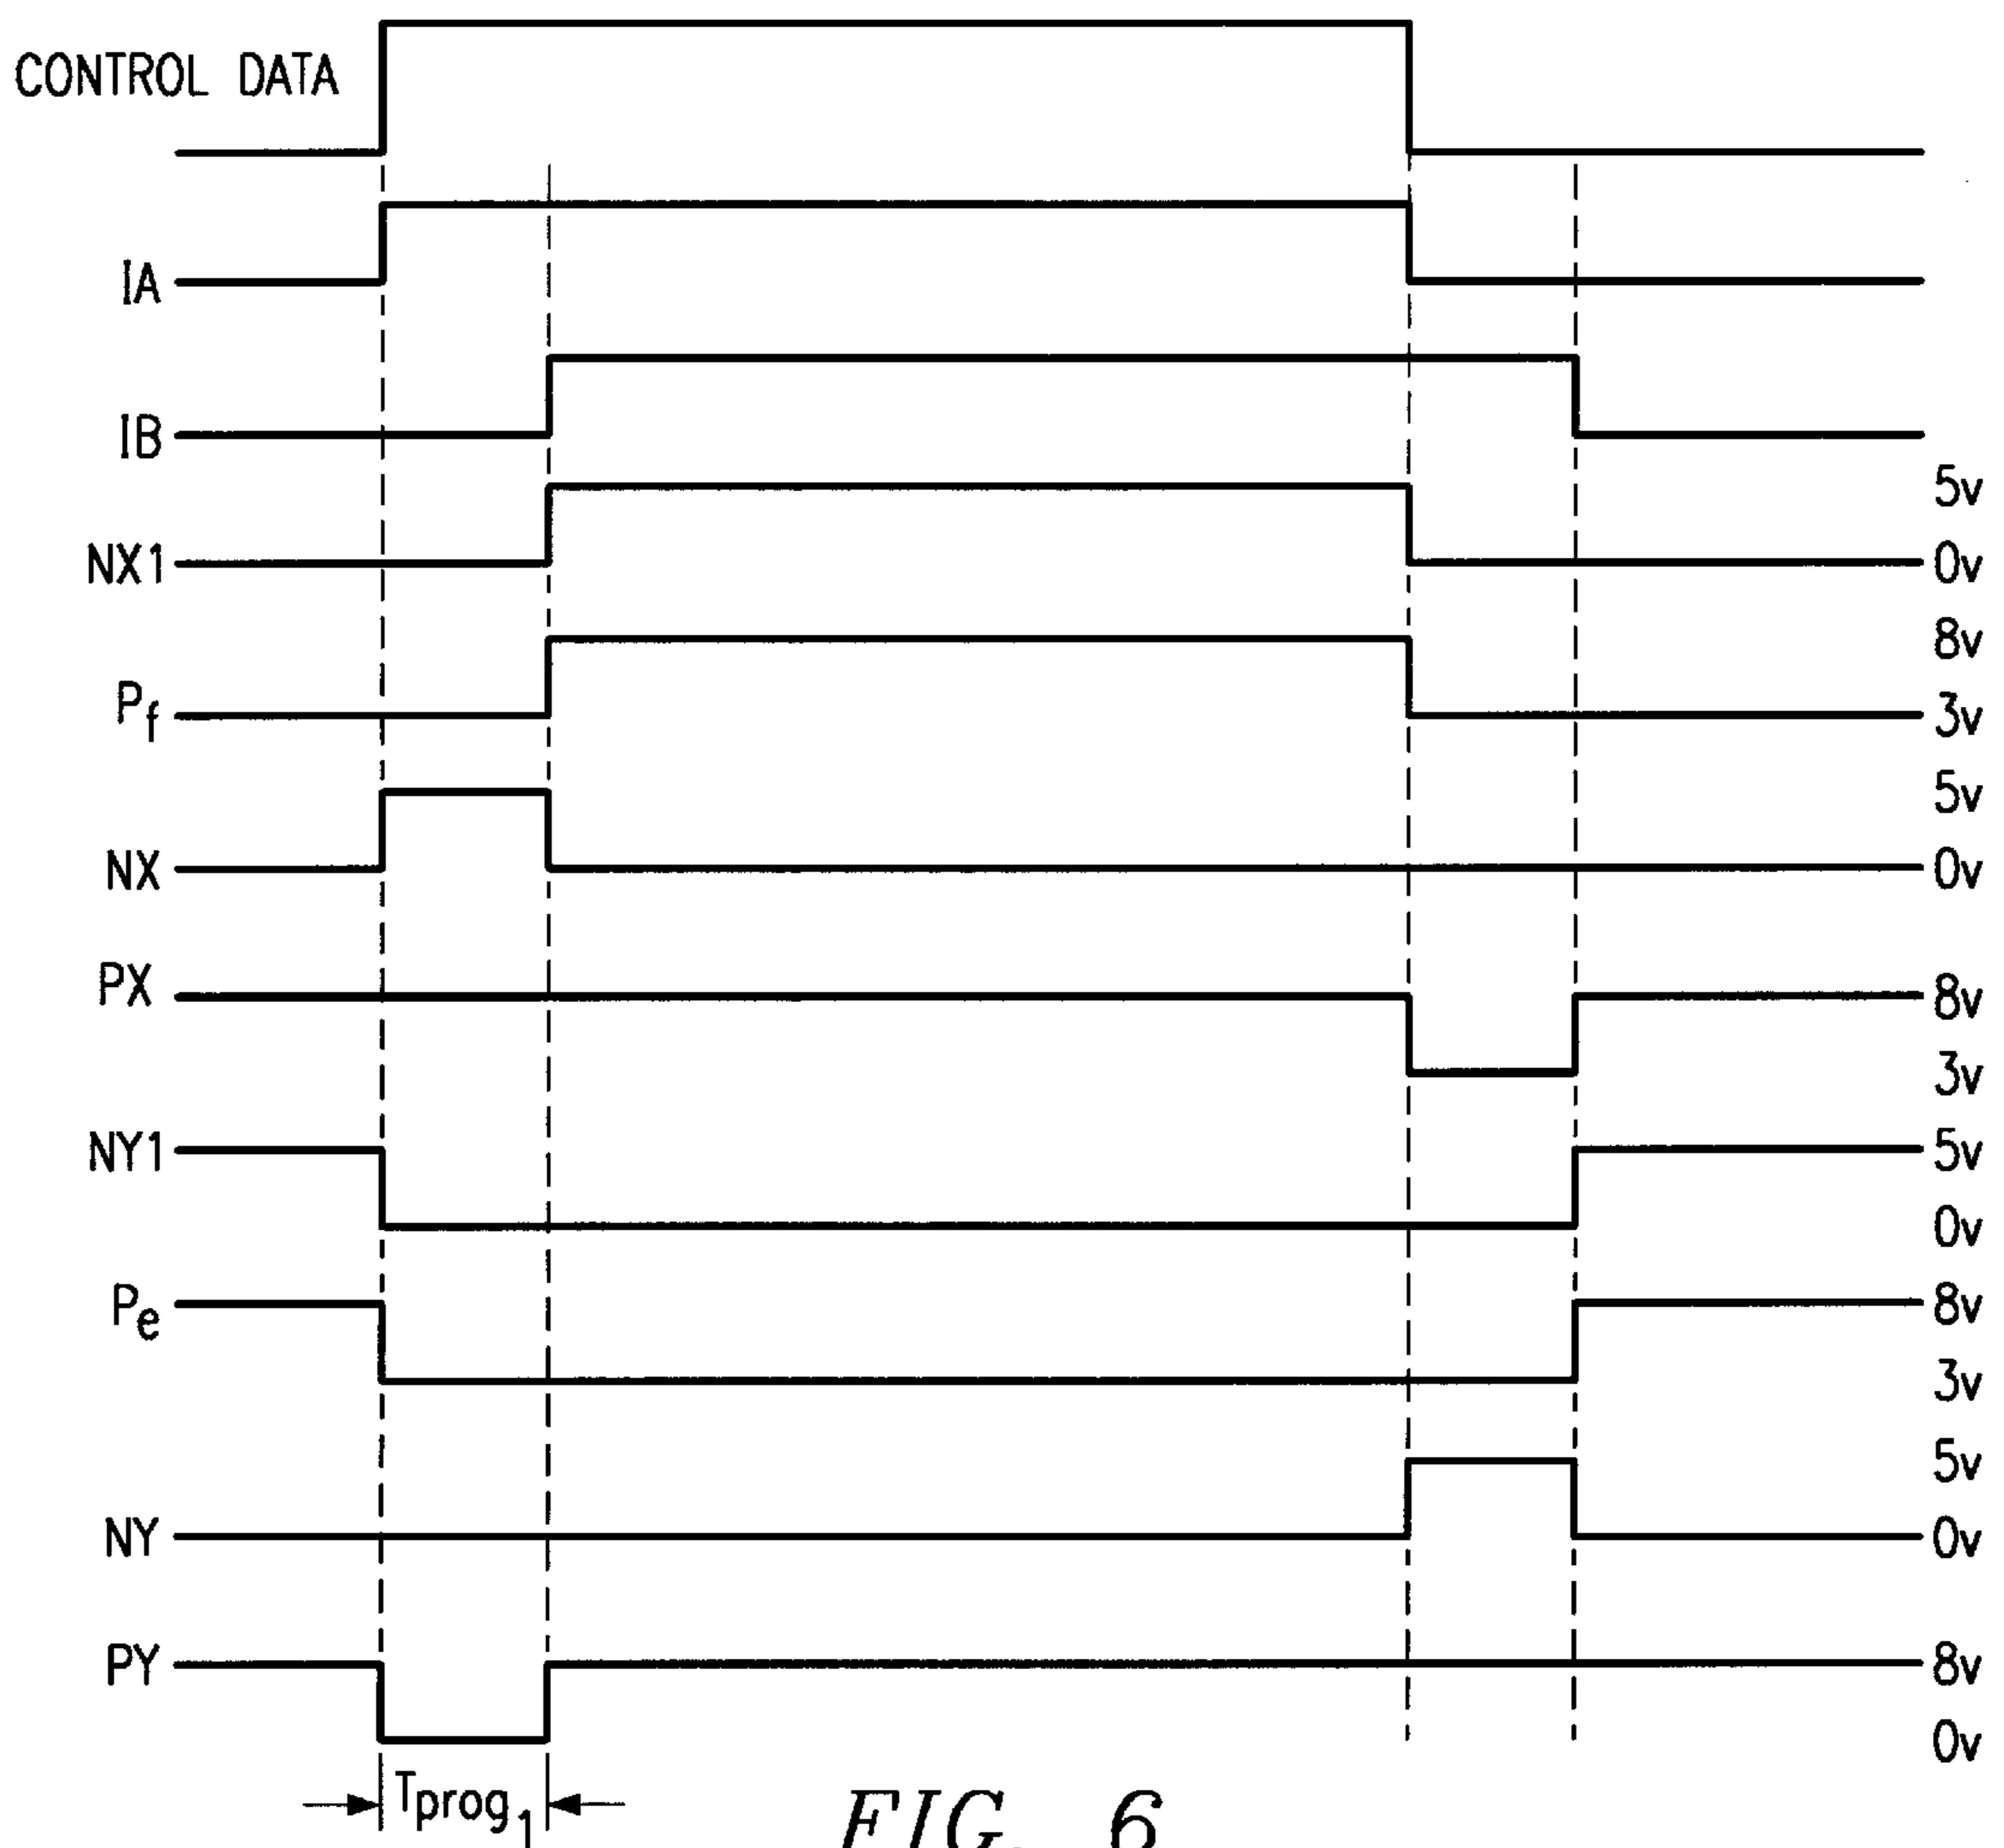 CONTROL DATA
IA
IB
5v
NX1
0v
8v
Pf
3v
5v
NX
0v
PX
8v
3v
NY1
5v
0v
Pe
8v
3v
5v
NY
0v
PY
8v
0v
Tprog1
FIG. 6